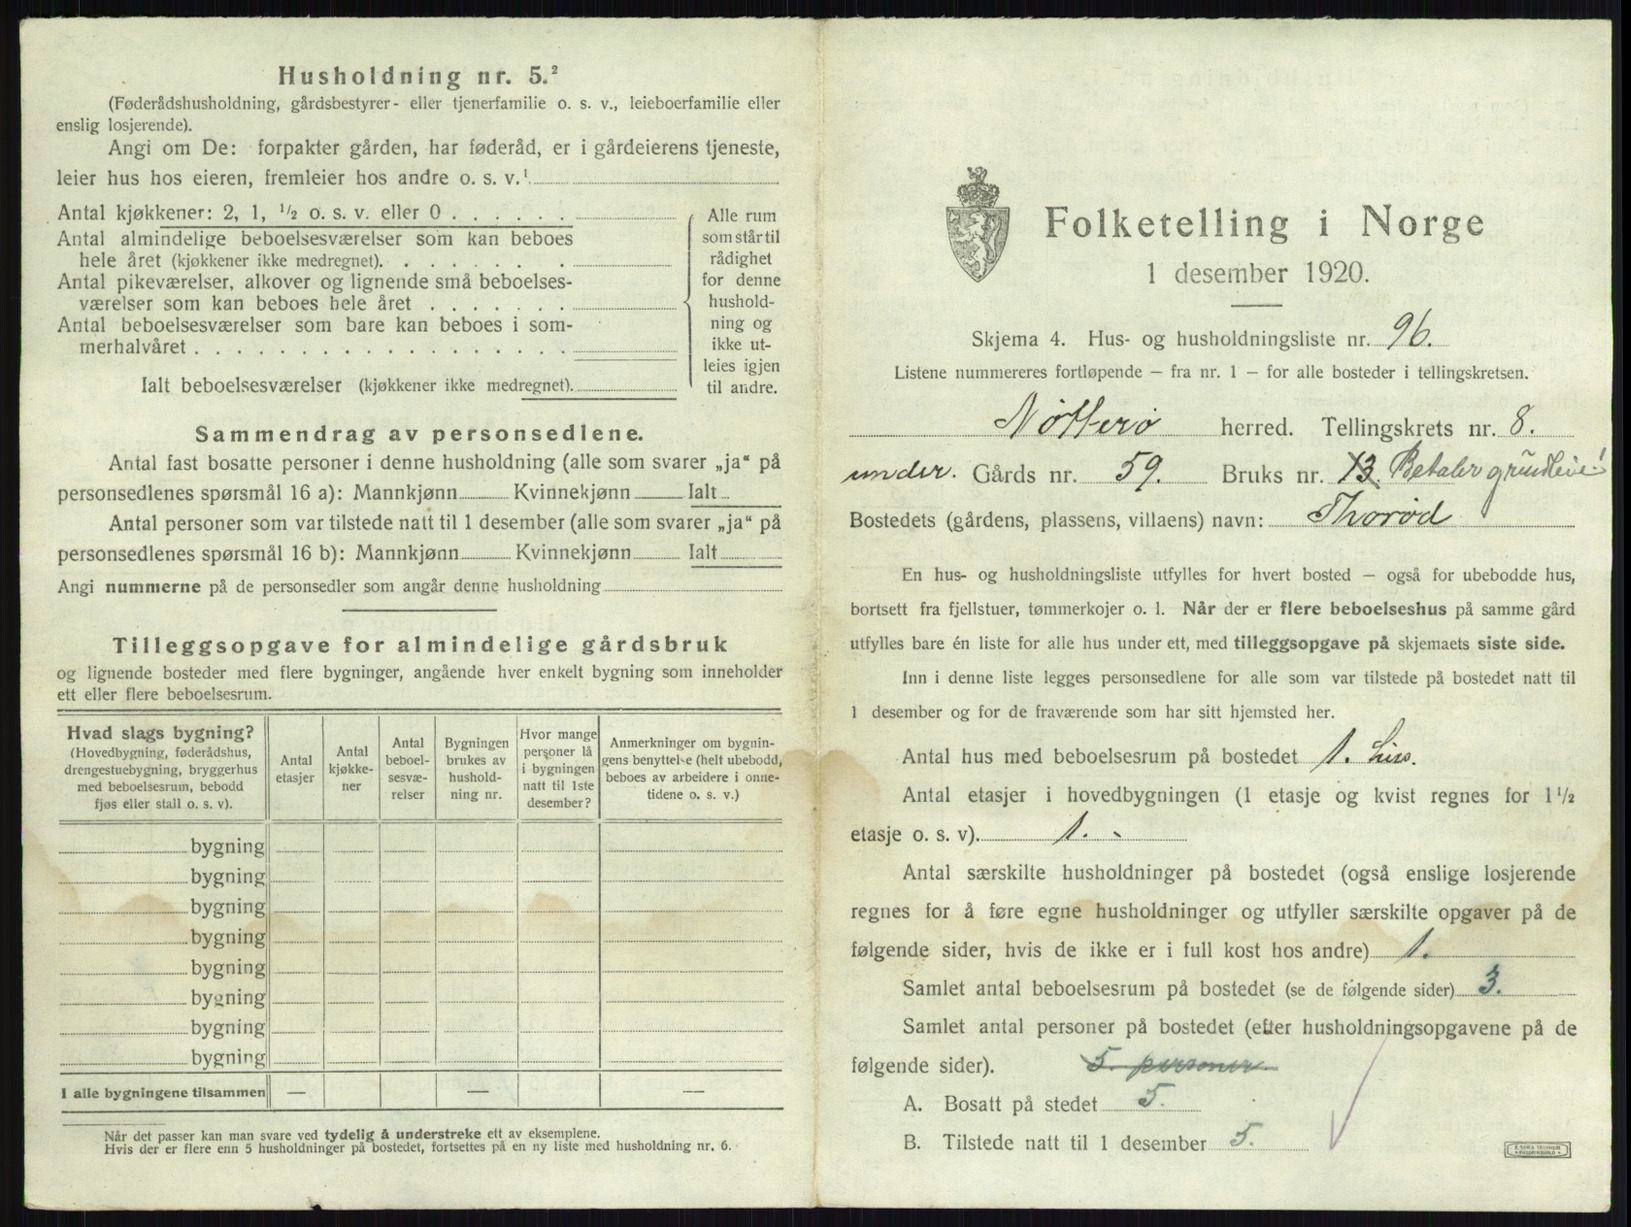 Husholdning nr. 5.²
(Føderådshusholdning, gårdsbestyrer- eller tjenerfamilie o. s. v., leieboerfamilie eller
enslig losjerende).
Angi om De: forpakter gården, har føderåd, er i gårdeierens tjeneste,
leier hus hos eieren, fremleier hos andre o. s. v.¹
Antal kjøkkener: 2, 1, ½ o. s. v. eller 0 . . . . . .
Antal almindelige beboelsesværelser som kan beboes
hele året (kjøkkener ikke medregnet). . . . . . . .
Antal pikeværelser, alkover og lignende små beboelses-
værelser som kan beboes hele året . . . . . . .
Antal beboelsesværelser som bare kan beboes i som-
merhalvåret . . . . . . . . . . . . . . . . . .
Ialt beboelsesværelser (kjøkkener ikke medregnet).
Alle rum
som står til
rådighet
for denne
hushold-
ning og
ikke ut-
leies igjen
til andre.
Sammendrag av personsedlene.
Antal fast bosatte personer i denne husholdning (alle som svarer „ja“ på
personsedlenes spørsmål 16 a): Mannkjønn Kvinnekjønn Ialt
Antal personer som var tilstede natt til 1 desember (alle som svarer „ja“ på
personsedlenes spørsmål 16 b): Mannkjønn Kvinnekjønn Ialt
Angi nummerne på de personsedler som angår denne husholdning
Tilleggsopgave for almindelige gårdsbruk
og lignende bosteder med flere bygninger, angående hver enkelt bygning som inneholder
ett eller flere beboelsesrum.
Hvad slags bygning?
(Hovedbygning, føderådshus,
drengestuebygning, bryggerhus
med beboelsesrum, bebodd
fjøs eller stall o. s. v).
Antal
etasjer
Antal
kjøkke-
ner
Antal
beboel-
sesvæ-
relser
Bygningen
brukes av
hushold-
ning nr.
Hvor mange
personer lå
i bygningen
natt til 1ste
desember?
Anmerkninger om bygnin-
gens benyttelse (helt ubebodd,
beboes av arbeidere i onne-
tidene o. s. v.)
bygning
bygning
bygning
bygning
bygning
bygning
bygning
bygning
I alle bygningene tilsammen — — —
Når det passer kan man svare ved tydelig å understreke ett av eksemplene.
Hvis der er flere enn 5 husholdninger på bostedet, fortsettes på en ny liste med husholdning nr. 6.
Folketelling i Norge
1 desember 1920.
Skjema 4. Hus- og husholdningsliste nr. 96.
Listene nummereres fortløpende – fra nr. 1 – for alle bosteder i tellingskretsen.
Nøtterø herred. Tellingskrets nr. 8.
under. Gårds nr. 59. Bruks nr. 13. Betaler grundleie!
Bostedets (gårdens, plassens, villaens) navn: Thorød
En hus- og husholdningsliste utfylles for hvert bosted – også for ubebodde hus,
bortsett fra fjellstuer, tømmerkojer o. l. Når der er flere beboelseshus på samme gård
utfylles bare én liste for alle hus under ett, med tilleggsopgave på skjemaets siste side.
Inn i denne liste legges personsedlene for alle som var tilstede på bostedet natt til
1 desember og for de fraværende som har sitt hjemsted her.
Antal hus med beboelsesrum på bostedet 1. hus.
Antal etasjer i hovedbygningen (1 etasje og kvist regnes for 1½
etasje o. s. v). 1. -
Antal særskilte husholdninger på bostedet (også enslige losjerende
regnes for å føre egne husholdninger og utfyller særskilte opgaver på de
følgende sider, hvis de ikke er i full kost hos andre) 1.
Samlet antal beboelsesrum på bostedet (se de følgende sider) 3.
Samlet antal personer på bostedet (efter husholdningsopgavene på de
følgende sider). 5 personer.
A. Bosatt på stedet 5.
B. Tilstede natt til 1 desember 5.